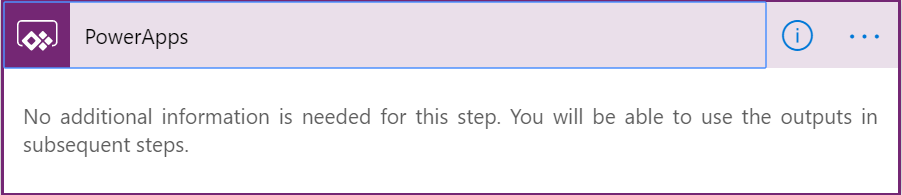 PowerApps
No additional information is needed for this step. You will be able to use the outputs in
subsequent steps.